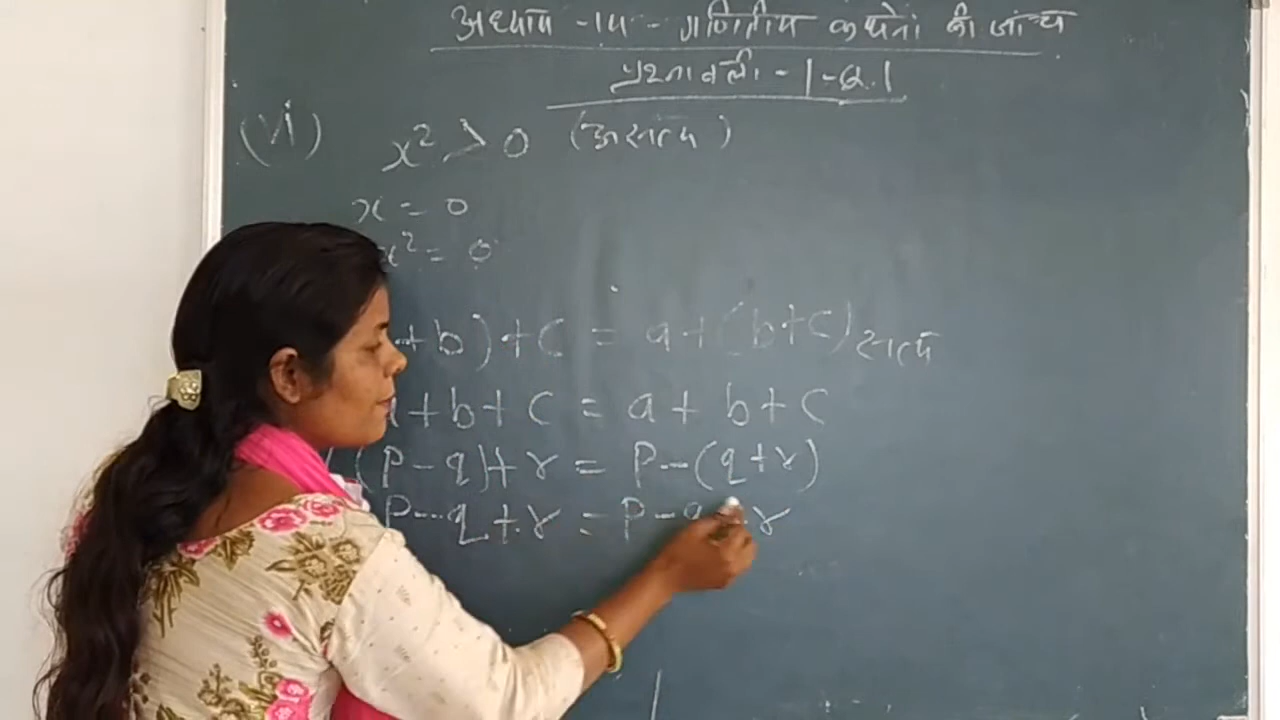 अध्याय - 14 - गणितीय कथनों की जांच
प्रश्नावली - 1 - Q.1
(vi) x² > 0 (असत्य)
x = 0
x² = 0
+ b) + c = a + (b + c) सत्य
a + b + c = a + b + c
(p - q) + r = p - (q + r)
p - q + r = p - q - r